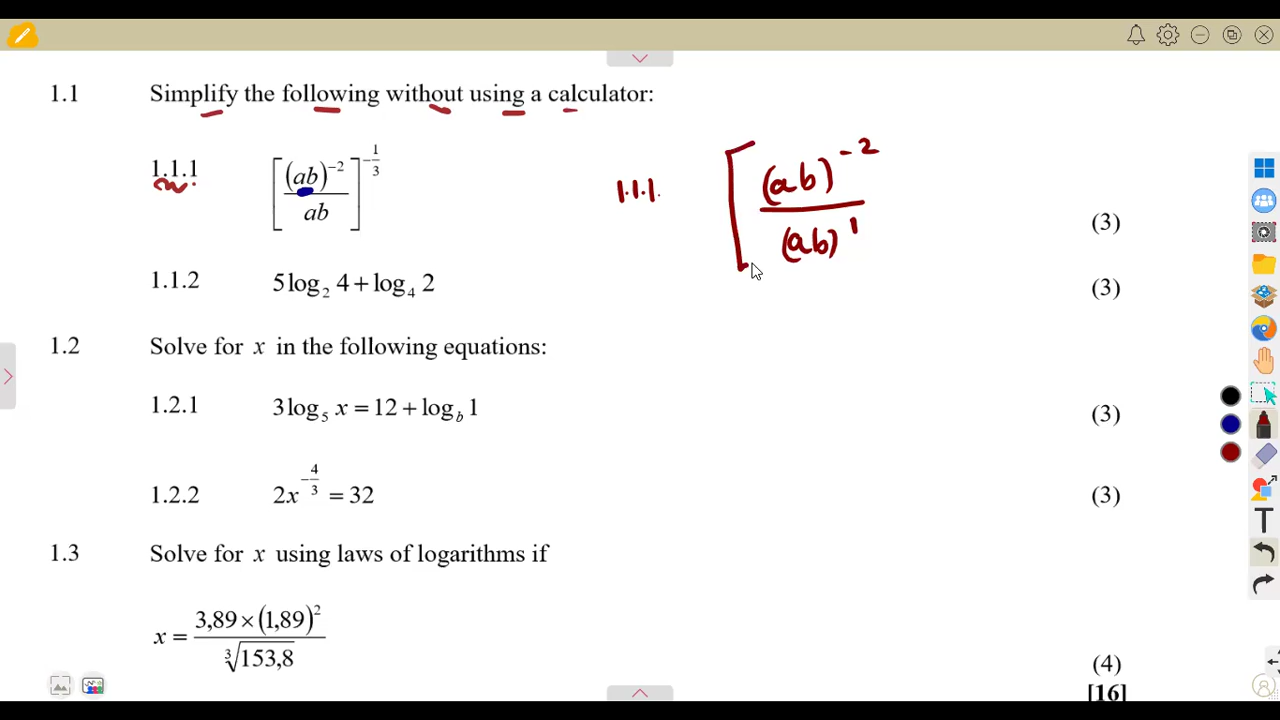 1.1 Simplify the following without using a calculator:
1.1.1 [(ab)^{-2} / ab]^{-1/3} (3)
1.1.1. [(ab)^{-2} / (ab)^{1}
1.1.2 5log_2 4 + log_4 2 (3)
1.2 Solve for x in the following equations:
1.2.1 3log_5 x = 12 + log_b 1 (3)
1.2.2 2x^{-4/3} = 32 (3)
1.3 Solve for x using laws of logarithms if
x = 3,89 × (1,89)^2 / ∛153,8 (4)
[16]
T